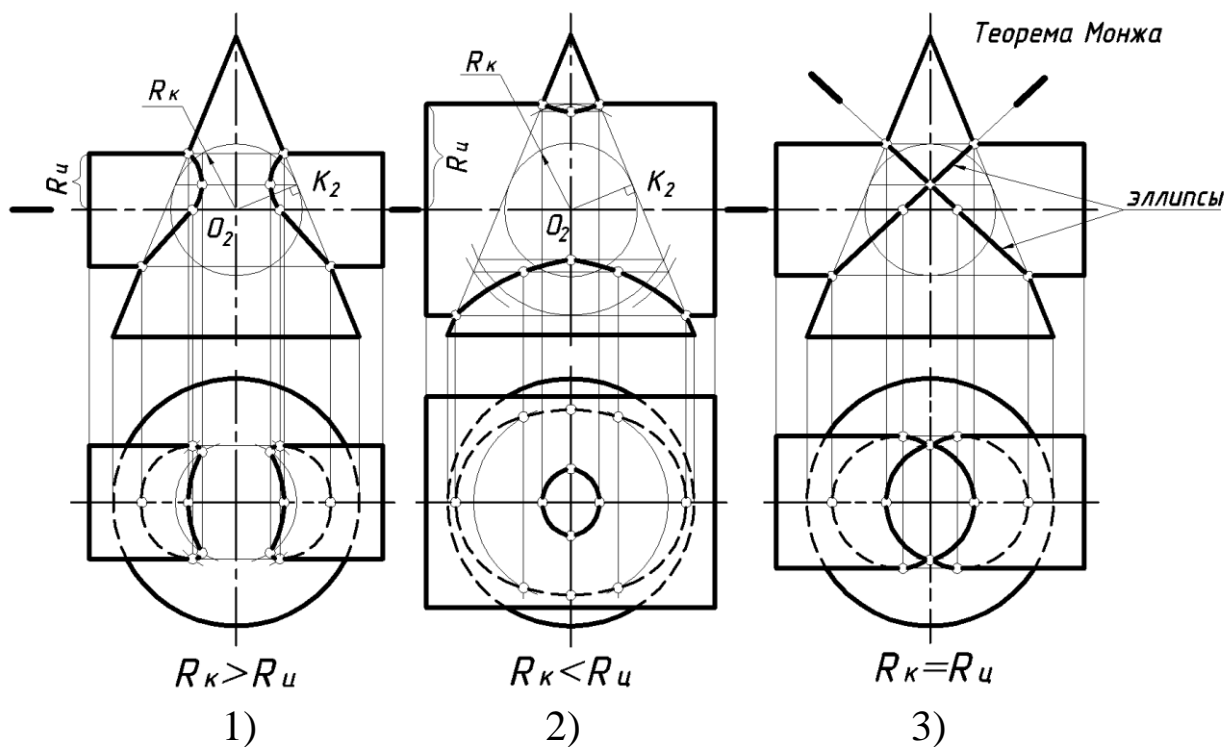 Теорема Монжа
Rк
Rц
K₂
O₂
Rк
Rц
K₂
O₂
эллипсы
Rк>Rц
Rк<Rц
Rк=Rц
1)
2)
3)